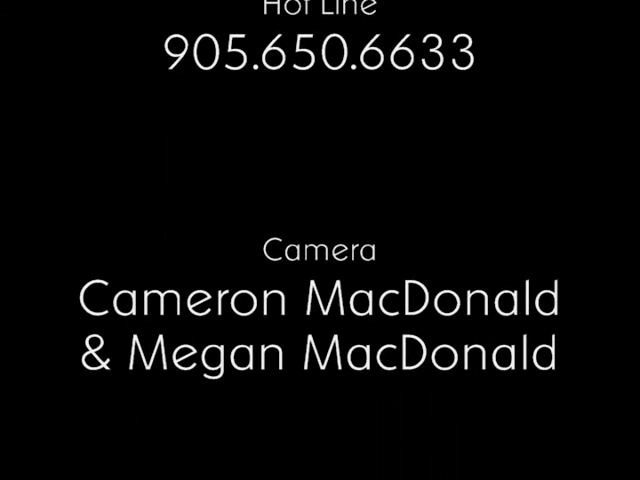 Hot Line
905.650.6633
Camera
Cameron MacDonald
& Megan MacDonald